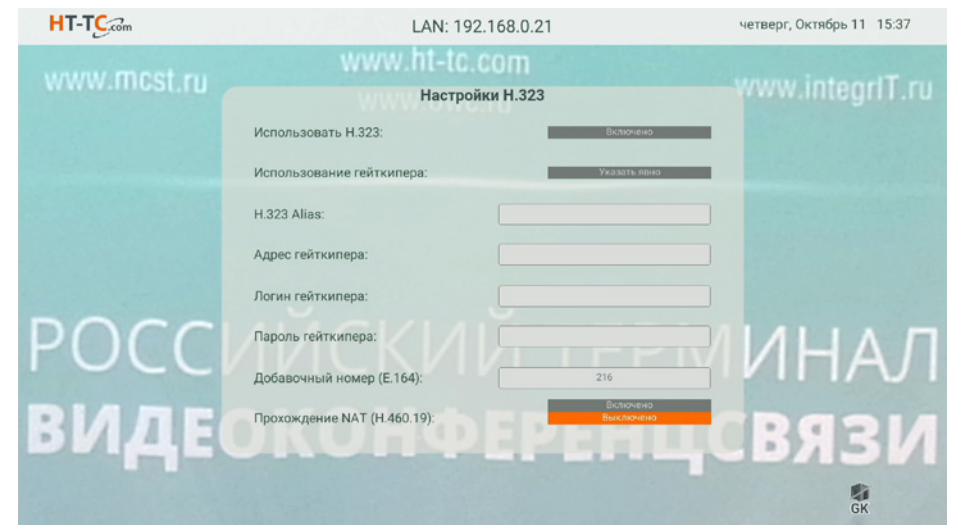 HT-TC.com
LAN: 192.168.0.21
четверг, Октябрь 11 15:37
www.ht-tc.com
www.mcst.ru
www.integrIT.ru
Настройки H.323
Использовать H.323:
Включено
Использование гейткипера:
Указать явно
H.323 Alias:
Адрес гейткипера:
Логин гейткипера:
Пароль гейткипера:
Добавочный номер (E.164):
216
Прохождение NAT (H.460.19):
Включено
Выключено
РОССИЙСКИЙ ТЕРМИНАЛ
ВИДЕОКОНФЕРЕНЦСВЯЗИ
GK